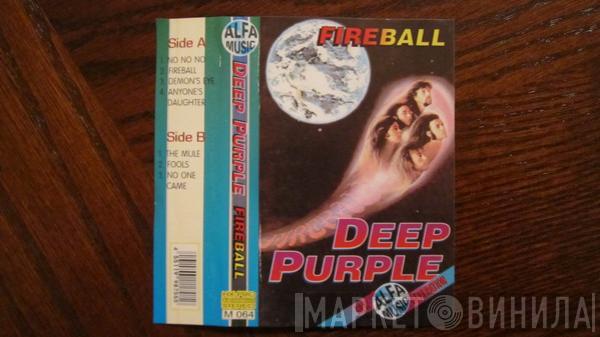 Side A
1. NO NO NO
2. FIREBALL
3. DEMON'S EYE
4. ANYONE'S
DAUGHTER
Side B
1. THE MULE
2. FOOLS
3. NO ONE
CAME
ALFA
MUSIC
DEEP PURPLE FIREBALL
STEREO
M 064
FIREBALL
DEEP
PURPLE
ALFA
MUSIC
МАРКЕТ ВИНИЛА